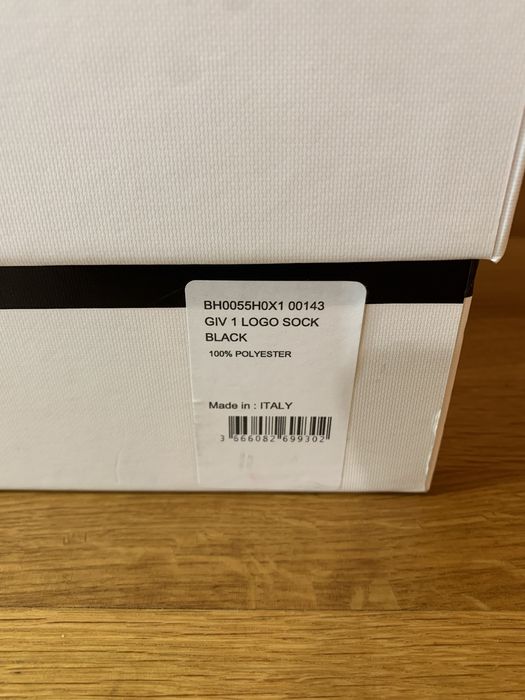 BH0055H0X1 00143
GIV 1 LOGO SOCK
BLACK
100% POLYESTER
Made in : ITALY
3 666082 699302